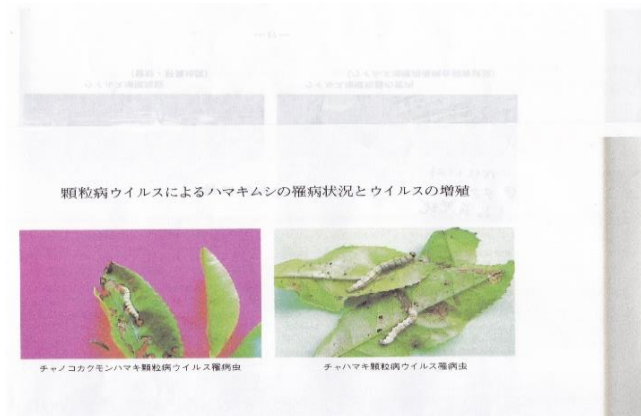 顆粒病ウイルスによるハマキムシの罹病状況とウイルスの増殖
チャノコカクモンハマキ顆粒病ウイルス罹病虫
チャハマキ顆粒病ウイルス罹病虫